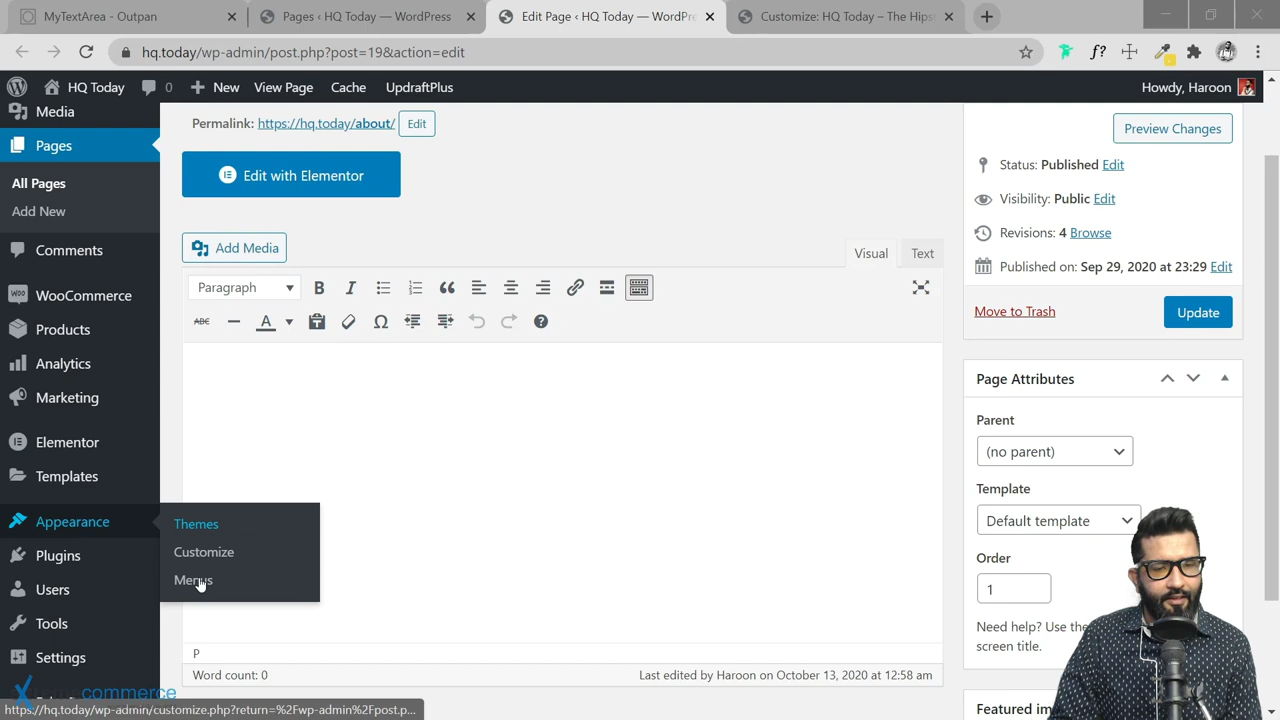 MyTextArea - Outpan
Pages ‹ HQ Today — WordPress
Edit Page ‹ HQ Today — WordPre
Customize: HQ Today – The Hips
hq.today/wp-admin/post.php?post=19&action=edit
f?
HQ Today
0
New
View Page
Cache
UpdraftPlus
Howdy, Haroon
Media
Pages
All Pages
Add New
Comments
WooCommerce
Products
Analytics
Marketing
Elementor
Templates
Appearance
Plugins
Users
Tools
Settings
Themes
Customize
Menus
Permalink: https://hq.today/about/ Edit
Edit with Elementor
Add Media
Visual
Text
Paragraph
B I
ABC
A
P
Word count: 0
Last edited by Haroon on October 13, 2020 at 12:58 am
Preview Changes
Status: Published Edit
Visibility: Public Edit
Revisions: 4 Browse
Published on: Sep 29, 2020 at 23:29 Edit
Move to Trash
Update
Page Attributes
Parent
(no parent)
Template
Default template
Order
1
Need help? Use the
screen title.
Featured im
commerce
https://hq.today/wp-admin/customize.php?return=%2Fwp-admin%2Fpost.p...